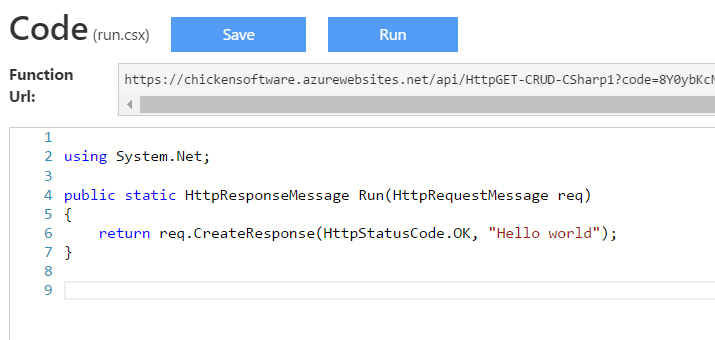 Code (run.csx) Save Run
Function Url: https://chickensoftware.azurewebsites.net/api/HttpGET-CRUD-CSharp1?code=8Y0ybKcM
1
2 using System.Net;
3
4 public static HttpResponseMessage Run(HttpRequestMessage req)
5 {
6     return req.CreateResponse(HttpStatusCode.OK, "Hello world");
7 }
8
9